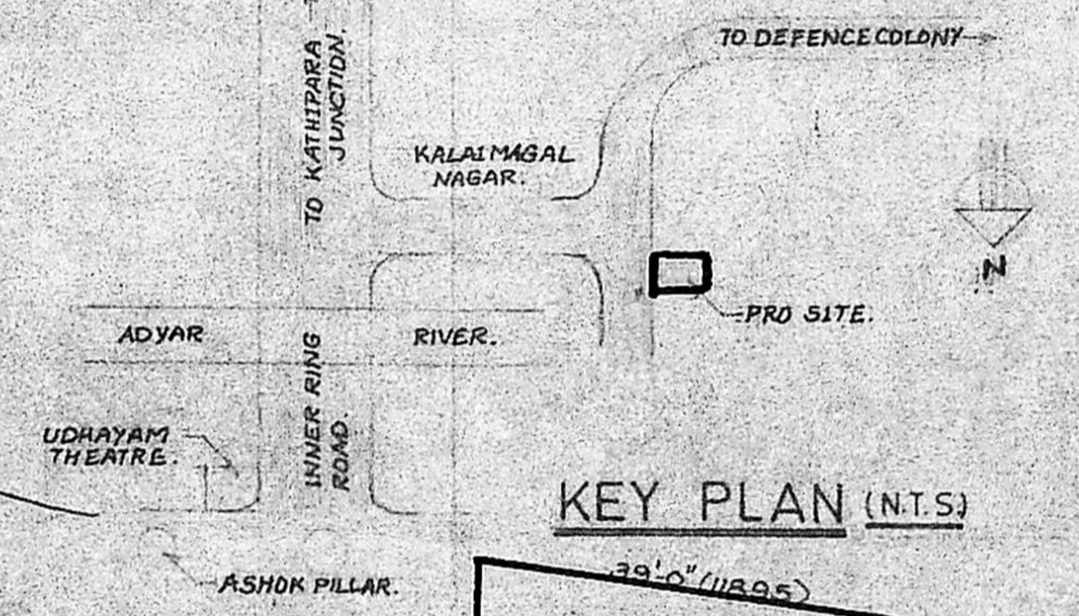 TO DEFENCE COLONY
TO KATHIPARA
JUNCTION.
KALAIMAGAL
NAGAR.
N
PRO SITE.
ADYAR
RIVER.
INNER RING
ROAD.
UDHAYAM
THEATRE.
KEY PLAN (N.T.S.)
ASHOK PILLAR.
39'-0" (11895)